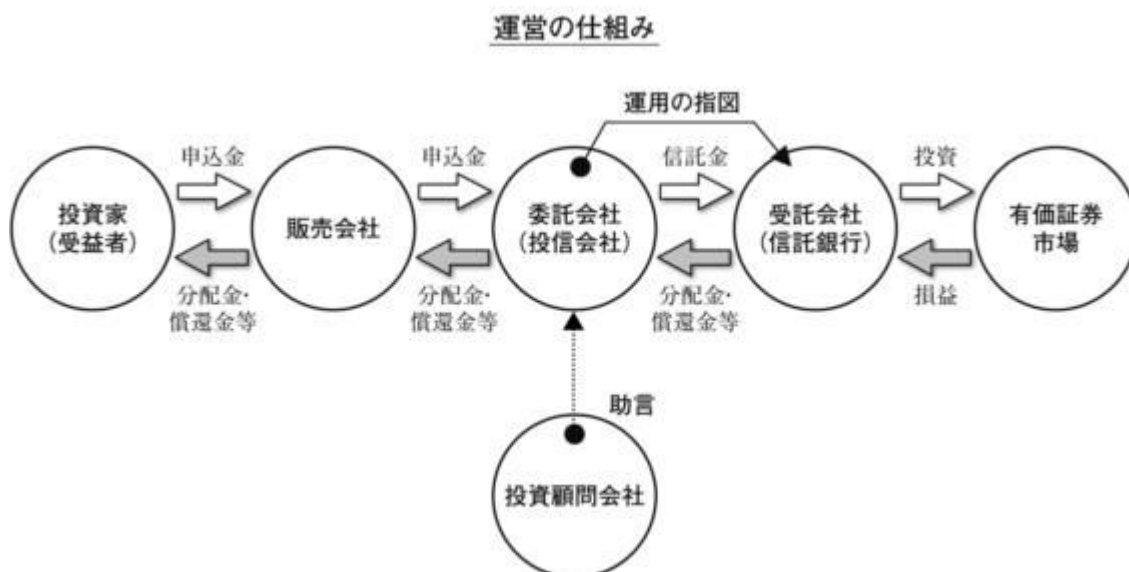 運営の仕組み
運用の指図
申込金
申込金
信託金
投資
投資家
（受益者）
販売会社
委託会社
（投信会社）
受託会社
（信託銀行）
有価証券
市場
分配金・
償還金等
分配金・
償還金等
分配金・
償還金等
損益
助言
投資顧問会社